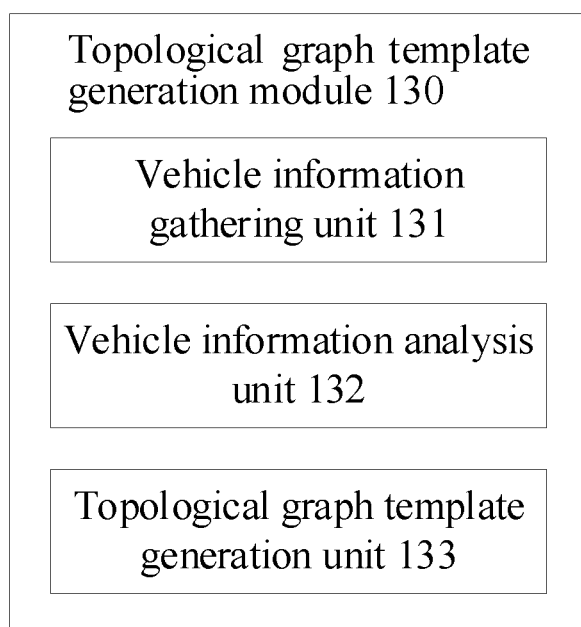 Topological graph template
generation module 130
Vehicle information
gathering unit 131
Vehicle information analysis
unit 132
Topological graph template
generation unit 133